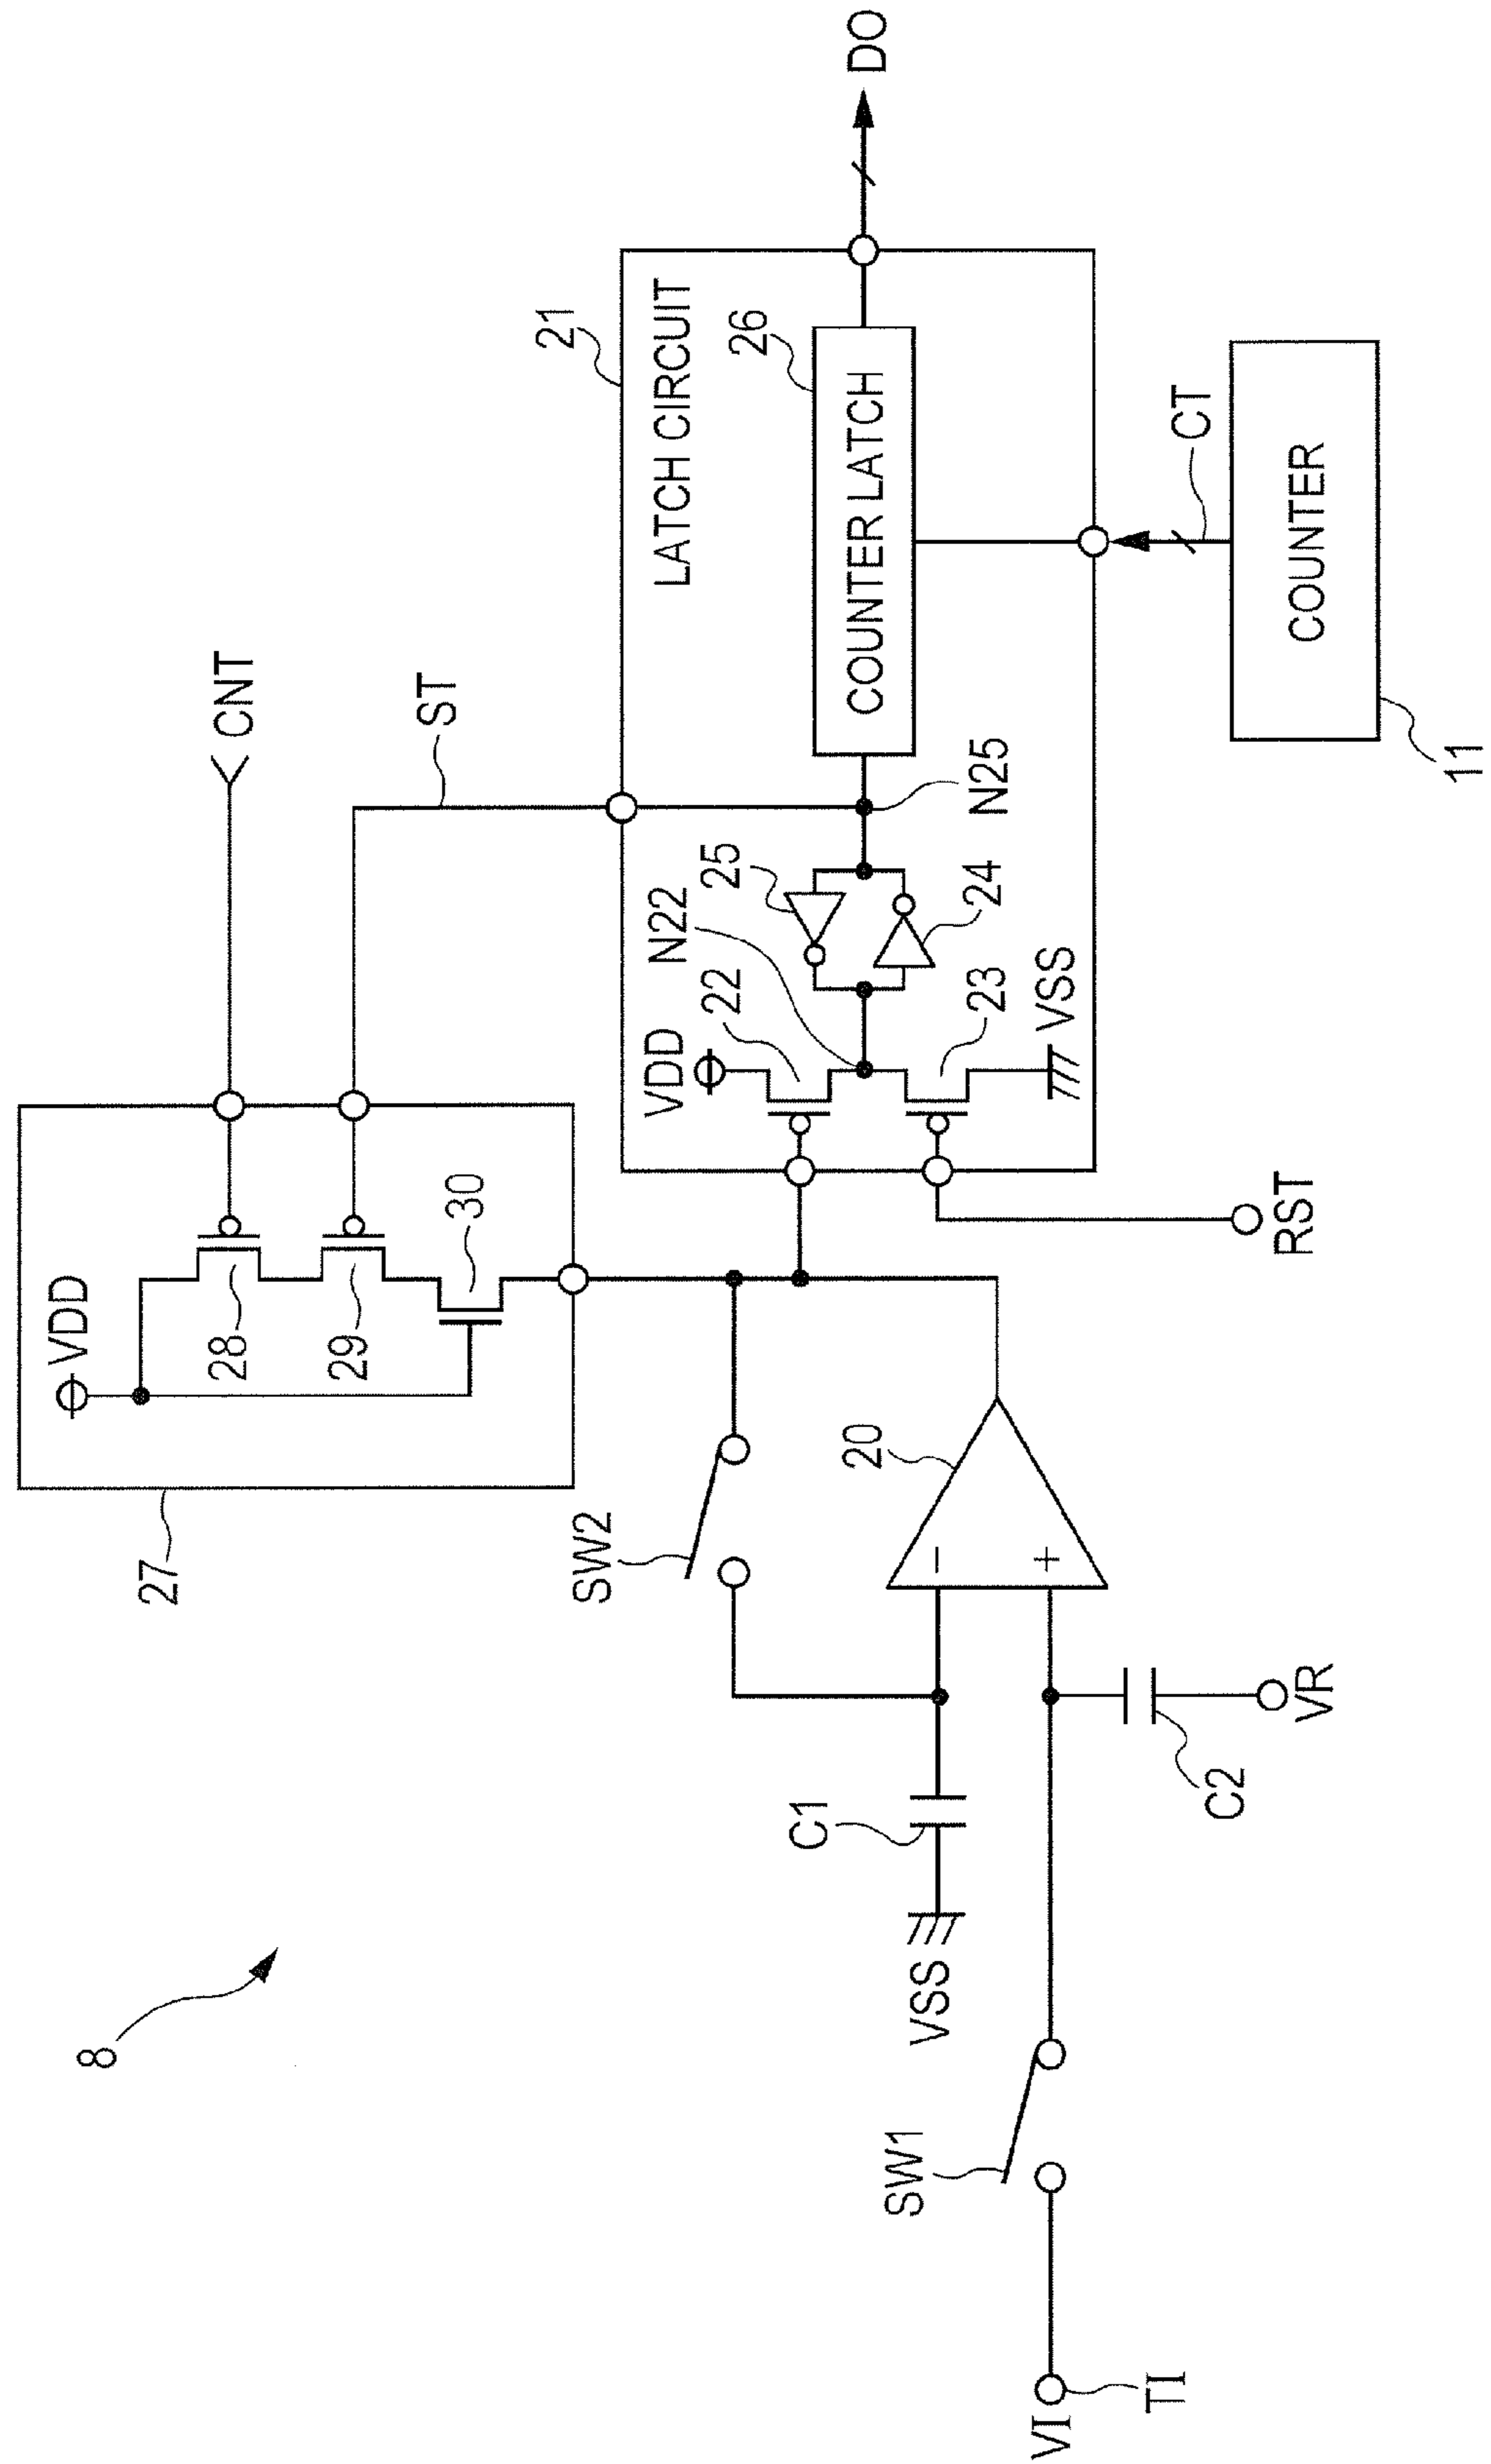 8
27
VDD
28
29
30
CNT
ST
21
LATCH CIRCUIT
SW2
VDD
22
N22
25
26
COUNTER LATCH
DO
20
24
N25
23
VSS
C1
VSS
-
+
SW1
VI
TI
C2
VR
RST
CT
COUNTER
11